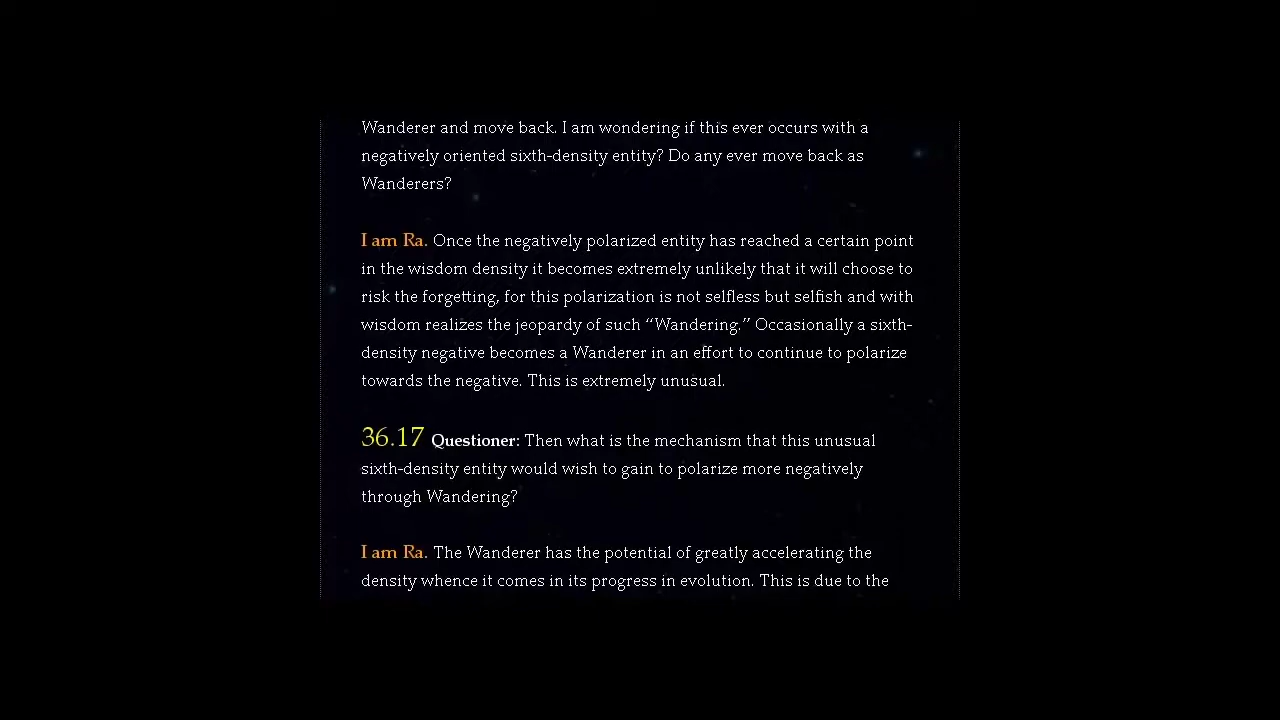 Wanderer and move back. I am wondering if this ever occurs with a
negatively oriented sixth-density entity? Do any ever move back as
Wanderers?
I am Ra. Once the negatively polarized entity has reached a certain point
in the wisdom density it becomes extremely unlikely that it will choose to
risk the forgetting, for this polarization is not selfless but selfish and with
wisdom realizes the jeopardy of such “Wandering.” Occasionally a sixth-
density negative becomes a Wanderer in an effort to continue to polarize
towards the negative. This is extremely unusual.
36.17 Questioner: Then what is the mechanism that this unusual
sixth-density entity would wish to gain to polarize more negatively
through Wandering?
I am Ra. The Wanderer has the potential of greatly accelerating the
density whence it comes in its progress in evolution. This is due to the